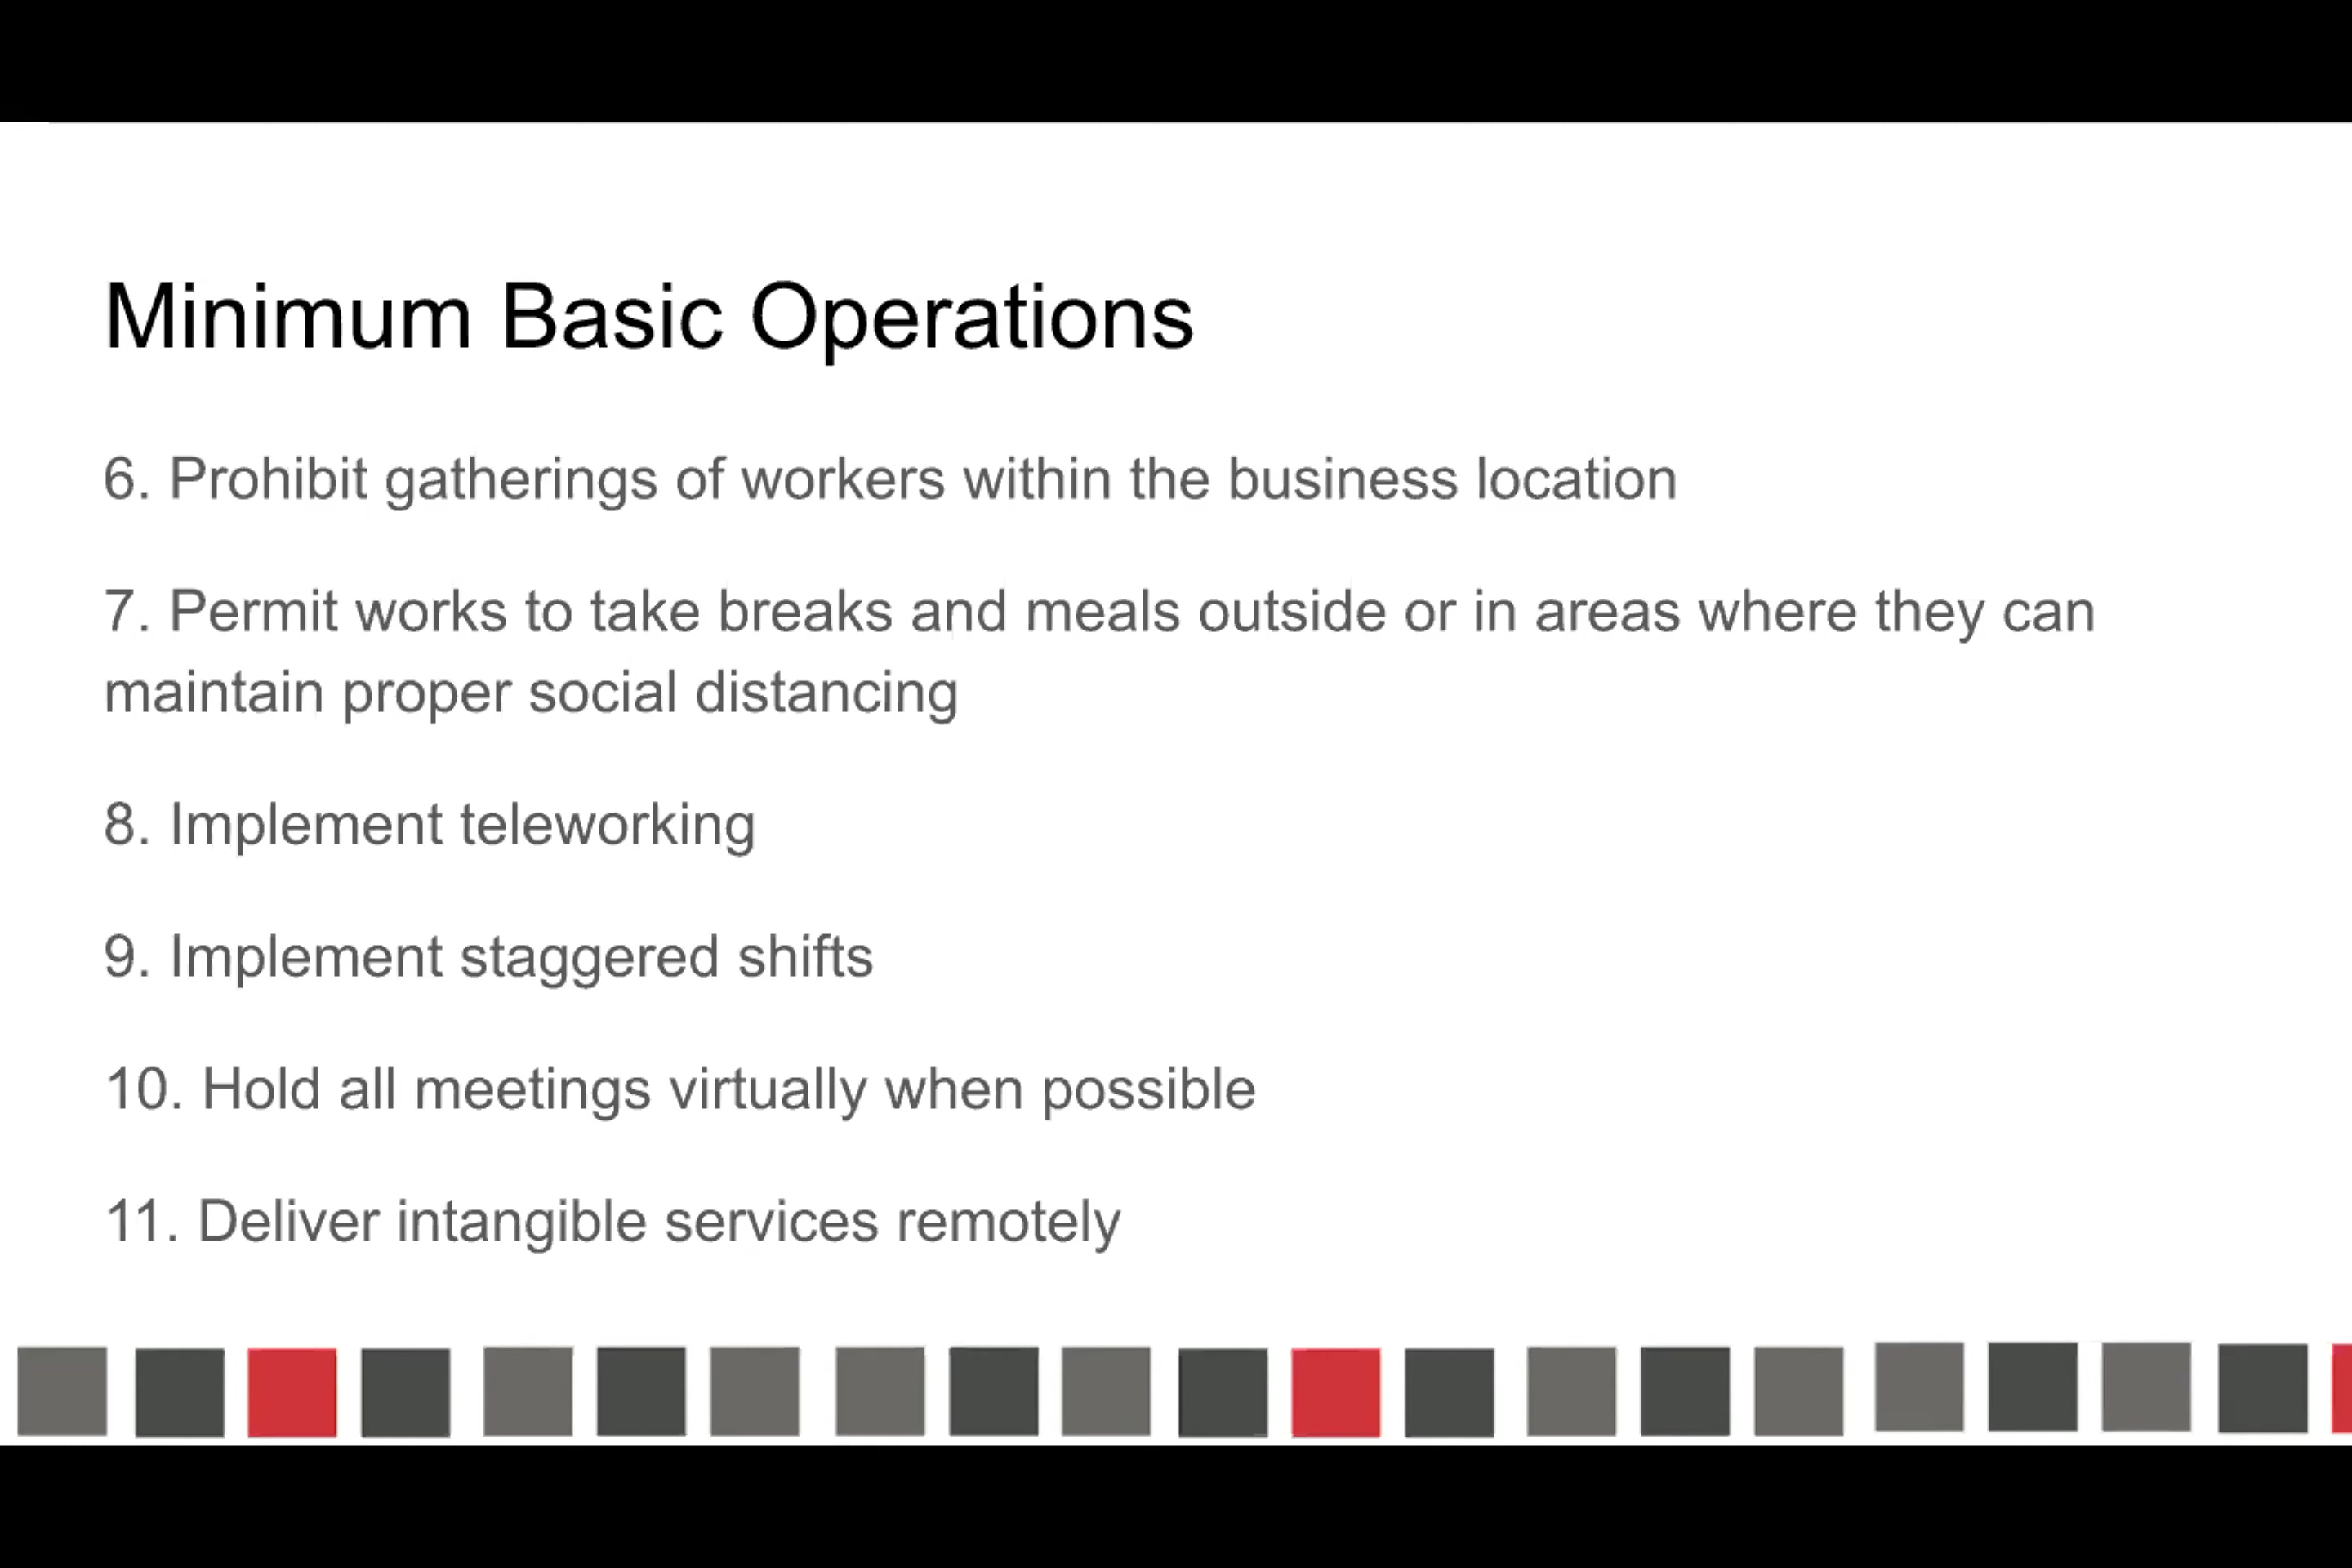 Minimum Basic Operations
6. Prohibit gatherings of workers within the business location
7. Permit works to take breaks and meals outside or in areas where they can
maintain proper social distancing
8. Implement teleworking
9. Implement staggered shifts
10. Hold all meetings virtually when possible
11. Deliver intangible services remotely